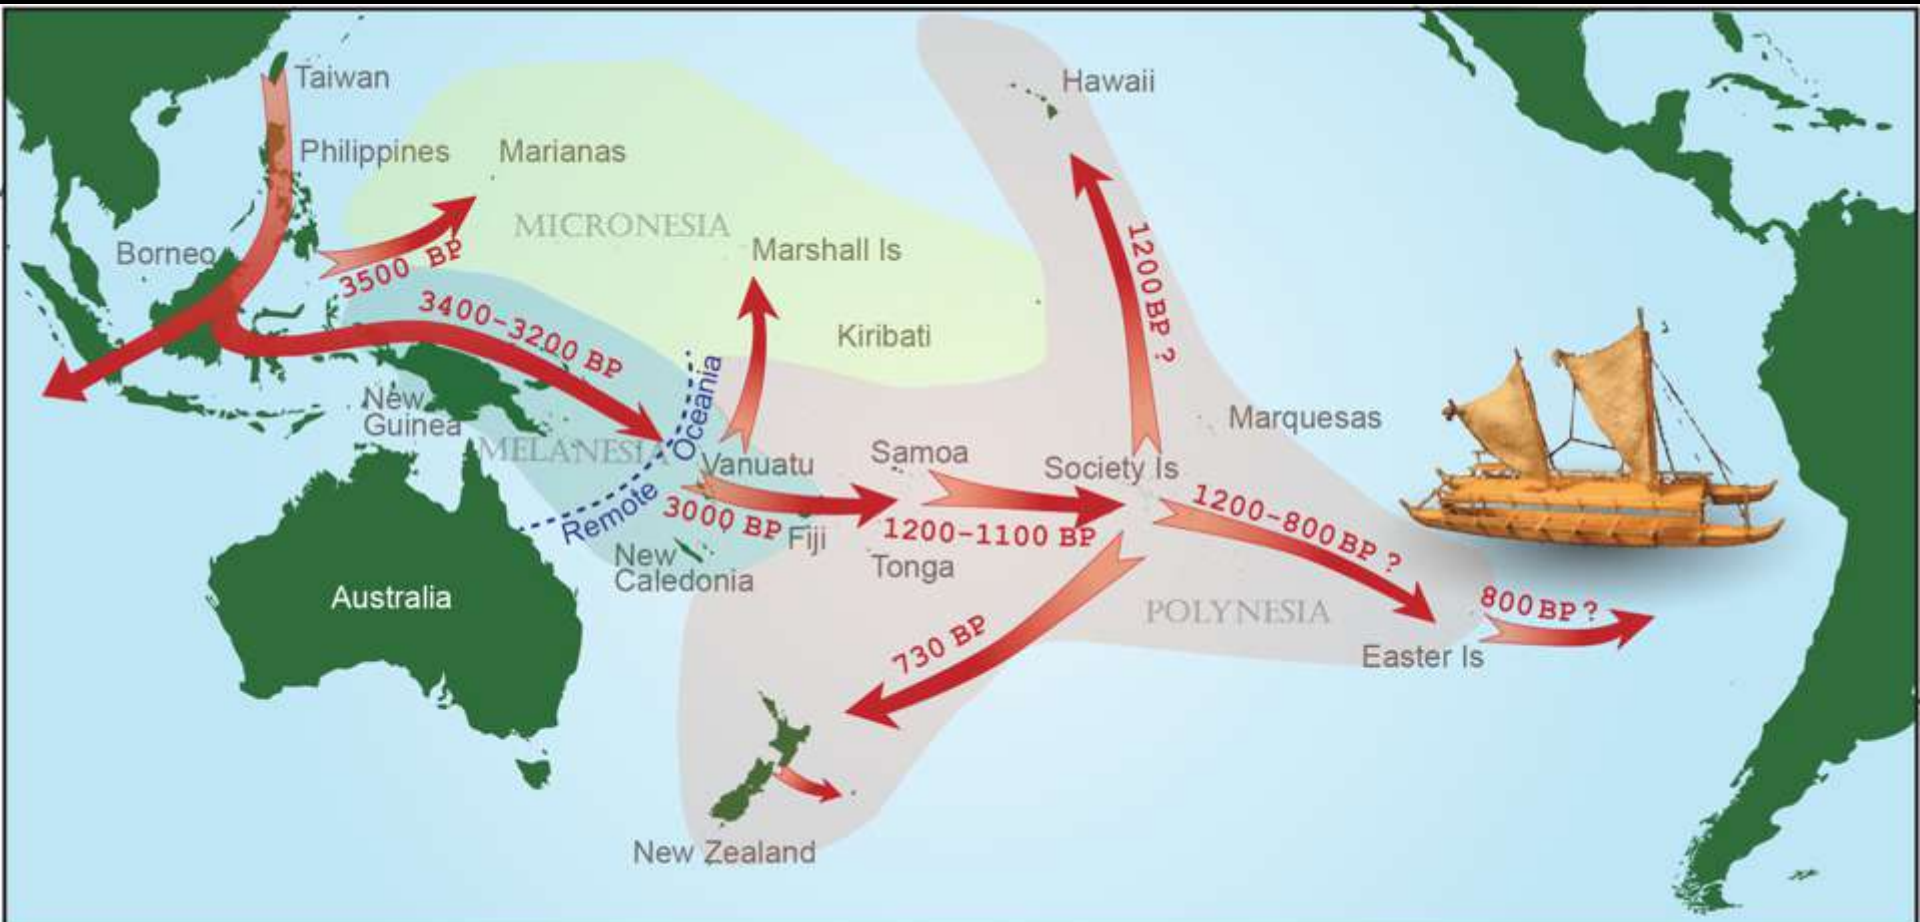 Taiwan
Hawaii
Philippines
Marianas
MICRONESIA
Borneo
Marshall Is
3500 BP
1200 BP ?
3400-3200 BP
Kiribati
New
Guinea
Oceania
Marquesas
MELANESIA
Samoa
Vanuatu
Society Is
Remote
3000 BP
Fiji
1200-1100 BP
1200-800 BP ?
New
Caledonia
Tonga
Australia
POLYNESIA
800 BP ?
730 BP
Easter Is
New Zealand